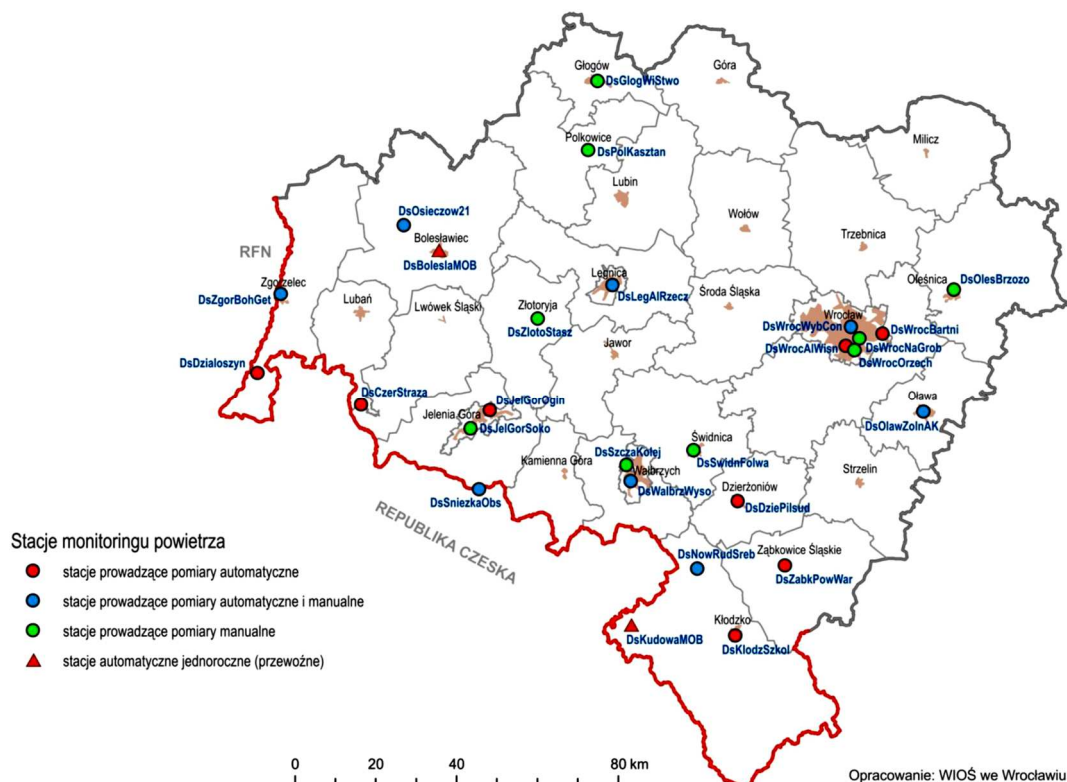 Głogów
Góra
DsGlogWiStwo
Polkowice
DsPolKasztan
Milicz
Lubin
DsOsieczow21
Bolesławiec
DsBoleslaMOB
Wołów
Trzebnica
RFN
Zgorzelec
DsZgorBohGet
Lubań
Lwówek Śląski
Legnica
DsLegAlRzecz
Złotoryja
DsZlotoStasz
Środa Śląska
Oleśnica
DsOlesBrzozo
Wrocław
DsWrocWybCon
DsWrocBartni
DsWrocAlWisn
DsWrocNaGrob
DsWrocOrzech
Jawor
DsDzialoszyn
DsCzerStraza
DsJelGorOgin
Jelenia Góra
DsJelGorSoko
Oława
DsOlawZolnAK
Świdnica
DsSwidnFolwa
DsSzczaKolej
Kamienna Góra
Wałbrzych
DsWalbrzWyso
Strzelin
Dzierżoniów
DsDziePilsud
DsSniezkaObs
REPUBLIKA CZESKA
Stacje monitoringu powietrza
stacje prowadzące pomiary automatyczne
stacje prowadzące pomiary automatyczne i manualne
stacje prowadzące pomiary manualne
stacje automatyczne jednoroczne (przewoźne)
DsNowRudSreb
Ząbkowice Śląskie
DsZabkPowWar
DsKudowaMOB
Kłodzko
DsKlodzSzkol
0 20 40 60 80 km
Opracowanie: WIOŚ we Wrocławiu